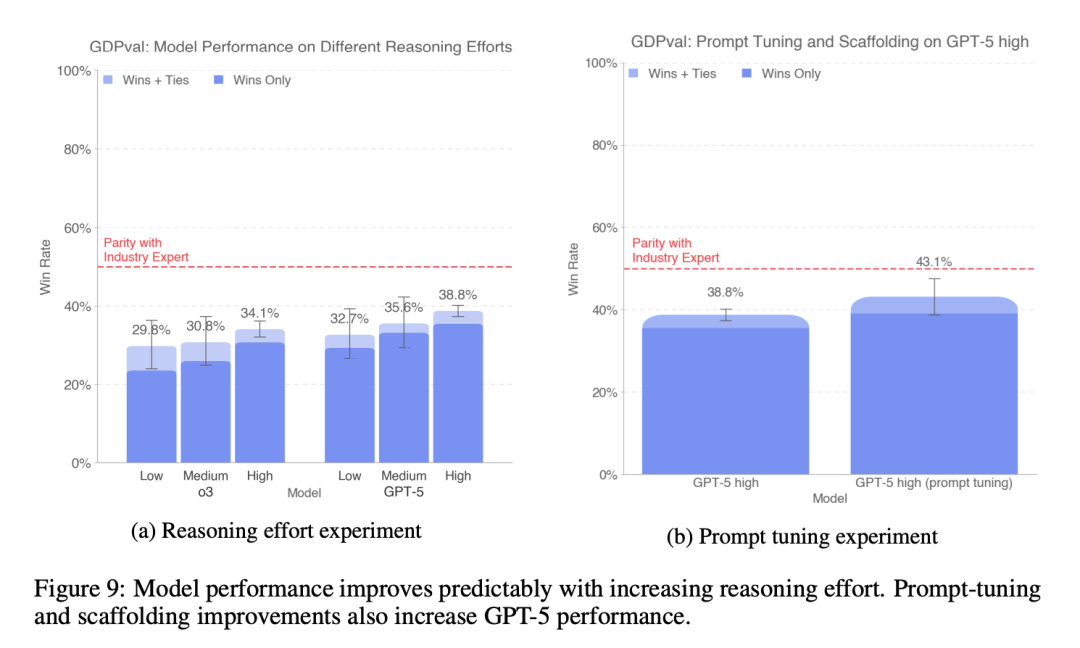 GDPval: Model Performance on Different Reasoning Efforts
100%
Wins + Ties
Wins Only
80%
60%
Parity with
Industry Expert
Win Rate
40%
29.8%
30.8%
34.1%
32.7%
35.6%
38.8%
20%
0%
Low
Medium
High
Low
Medium
High
o3
Model
GPT-5
(a) Reasoning effort experiment
GDPval: Prompt Tuning and Scaffolding on GPT-5 high
100%
Wins + Ties
Wins Only
80%
60%
Parity with
Industry Expert
Win Rate
43.1%
38.8%
40%
20%
0%
GPT-5 high
GPT-5 high (prompt tuning)
Model
(b) Prompt tuning experiment
Figure 9: Model performance improves predictably with increasing reasoning effort. Prompt-tuning
and scaffolding improvements also increase GPT-5 performance.